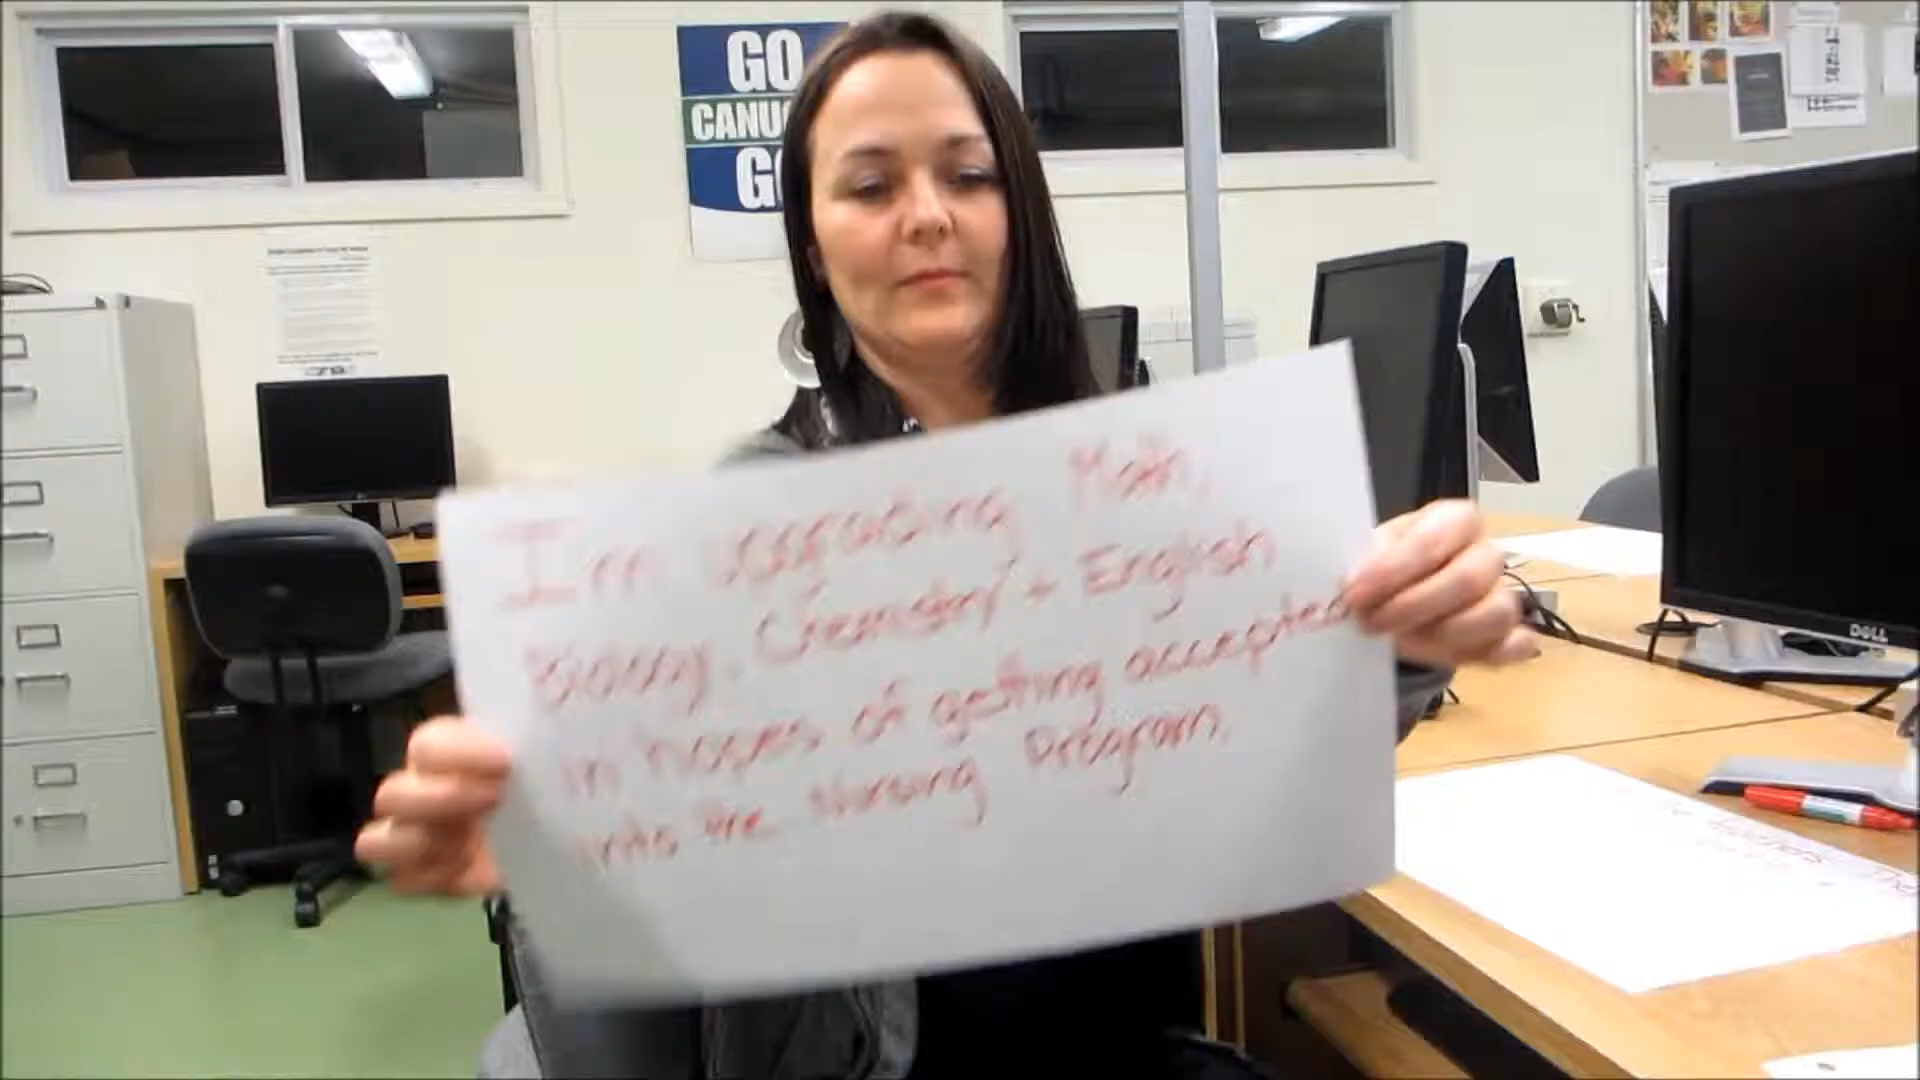 GO
CANUC
GO
I'm upgrading Math,
Biology, Chemistry + English
in hopes of getting accepted
into the Nursing Program.
DELL